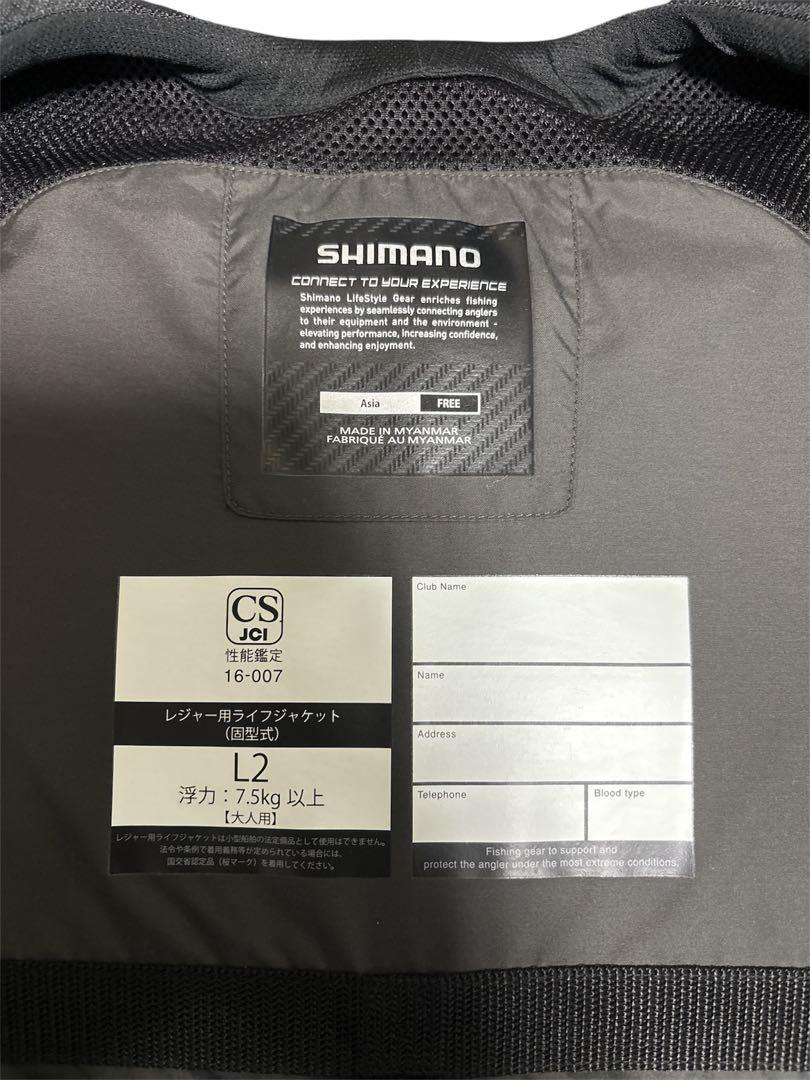 SHIMANO
CONNECT TO YOUR EXPERIENCE
Shimano LifeStyle Gear enriches fishing
experiences by seamlessly connecting anglers
to their equipment and the environment -
elevating performance, increasing confidence,
and enhancing enjoyment.
Asia FREE
MADE IN MYANMAR
FABRIQUÉ AU MYANMAR
CS
JCI
性能鑑定
16-007
レジャー用ライフジャケット
(固型式)
L2
浮力：7.5kg 以上
【大人用】
レジャー用ライフジャケットは小型船舶の法定備品として使用はできません。
法令や条例で着用義務等が定められている場合には、
国交省認定品（桜マーク）を着用してください。
Club Name
Name
Address
Telephone Blood type
Fishing gear to support and
protect the angler under the most extreme conditions.